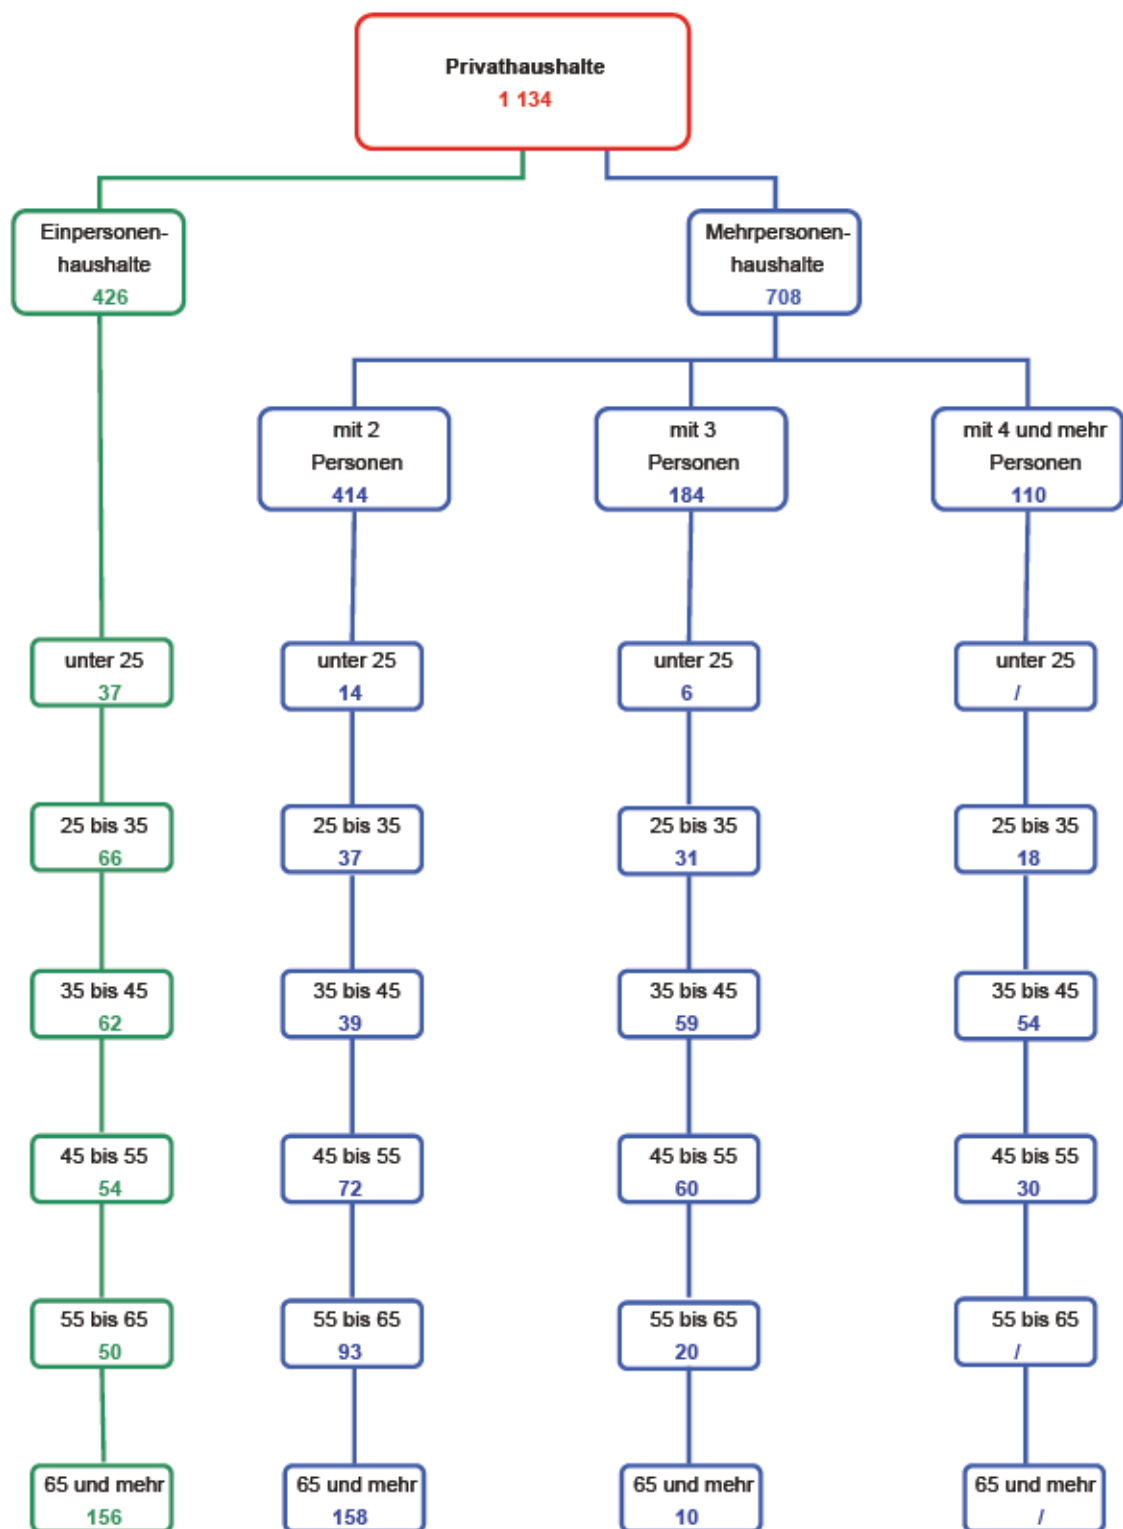 Privathaushalte
1 134
Einpersonen-
haushalte
426
Mehrpersonen-
haushalte
708
mit 2
Personen
414
mit 3
Personen
184
mit 4 und mehr
Personen
110
unter 25
37
unter 25
14
unter 25
6
unter 25
/
25 bis 35
66
25 bis 35
37
25 bis 35
31
25 bis 35
18
35 bis 45
62
35 bis 45
39
35 bis 45
59
35 bis 45
54
45 bis 55
54
45 bis 55
72
45 bis 55
60
45 bis 55
30
55 bis 65
50
55 bis 65
93
55 bis 65
20
55 bis 65
/
65 und mehr
156
65 und mehr
158
65 und mehr
10
65 und mehr
/